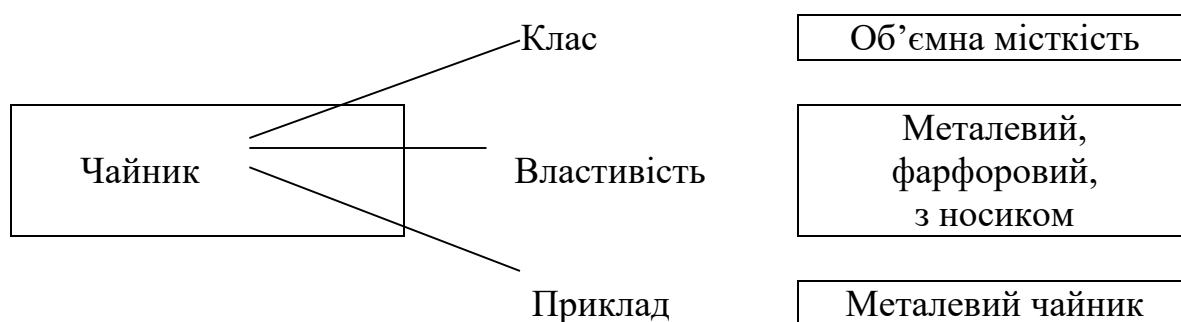 Клас
Об’ємна місткість
Чайник
Властивість
Металевий,
фарфоровий,
з носиком
Приклад
Металевий чайник